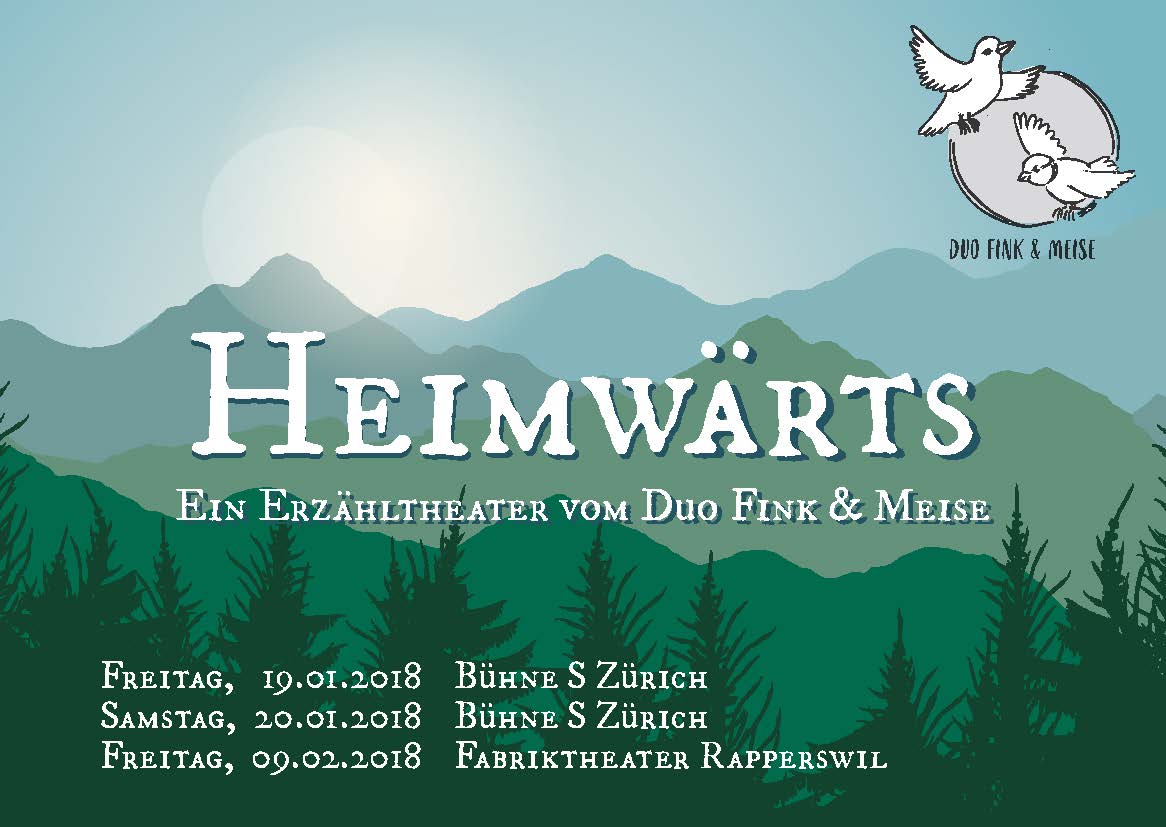 DUO FINK & MEISE
HEIMWÄRTS
EIN ERZÄHLTHEATER VOM DUO FINK & MEISE
FREITAG, 19.01.2018 BÜHNE S ZÜRICH
SAMSTAG, 20.01.2018 BÜHNE S ZÜRICH
FREITAG, 09.02.2018 FABRIKTHEATER RAPPERSWIL